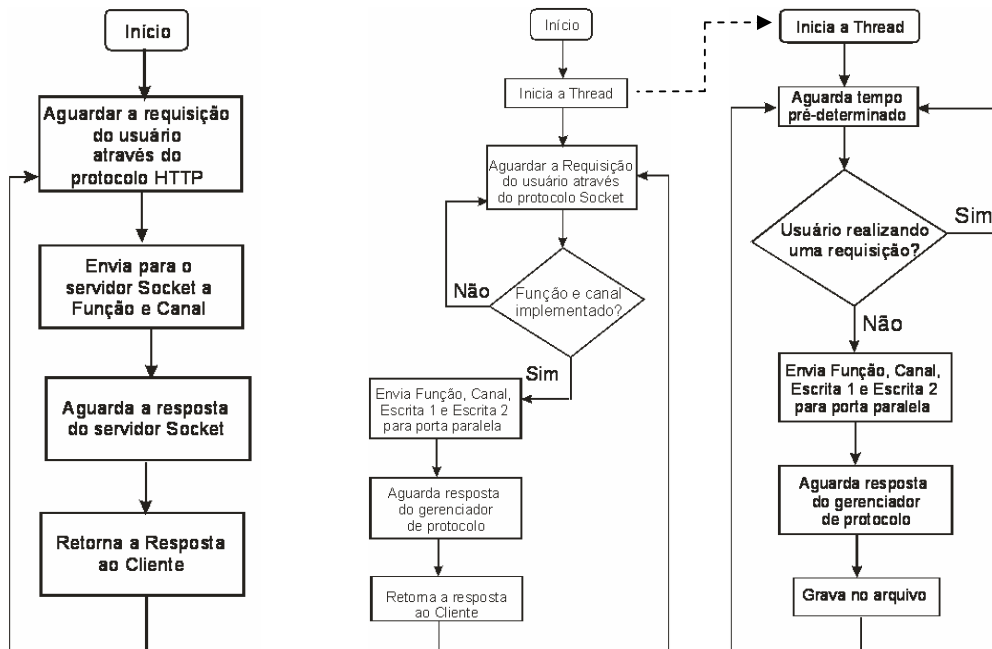 Início
Aguardar a requisição
do usuário
através do
protocolo HTTP
Envia para o
servidor Socket a
Função e Canal
Aguarda a resposta
do servidor Socket
Retorna a Resposta
ao Cliente
Início
Inicia a Thread
Aguardar a Requisição
do usuário através
do protocolo Socket
Não
Função e canal
implementado?
Sim
Envia Função, Canal,
Escrita 1 e Escrita 2
para porta paralela
Aguarda resposta
do gerenciador
de protocolo
Retorna a resposta
ao Cliente
Inicia a Thread
Aguarda tempo
pré-determinado
Sim
Usuário realizando
uma requisição?
Não
Envia Função, Canal,
Escrita 1 e Escrita 2
para porta paralela
Aguarda resposta
do gerenciador
de protocolo
Grava no arquivo